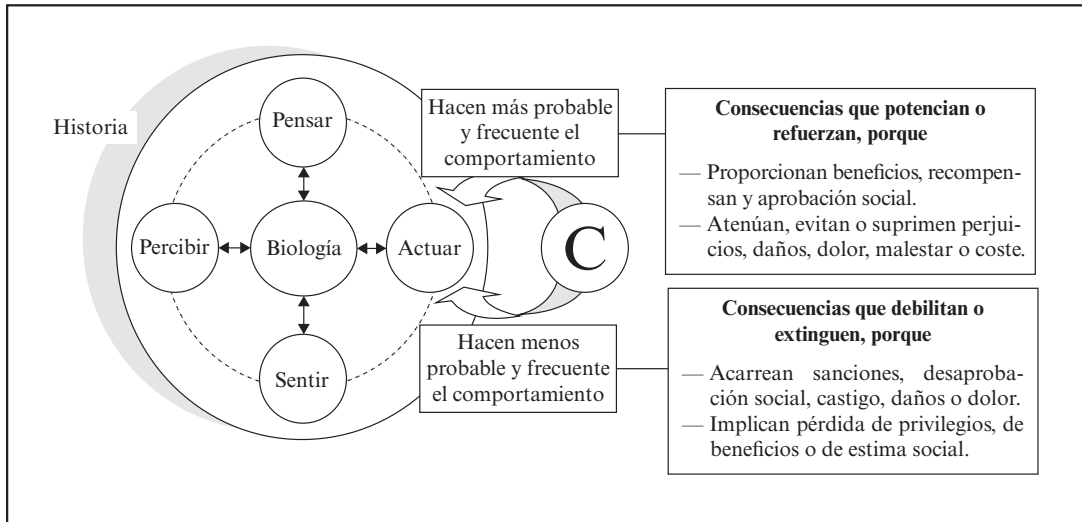 Historia
Pensar
Percibir
Biología
Actuar
Sentir
Hacen más probable
y frecuente el
comportamiento
C
Hacen menos
probable y frecuente
el comportamiento
Consecuencias que potencian o
refuerzan, porque
— Proporcionan beneficios, recompen-
san y aprobación social.
— Atenúan, evitan o suprimen perjui-
cios, daños, dolor, malestar o coste.
Consecuencias que debilitan o
extinguen, porque
— Acarrean sanciones, desaproba-
ción social, castigo, daños o dolor.
— Implican pérdida de privilegios, de
beneficios o de estima social.